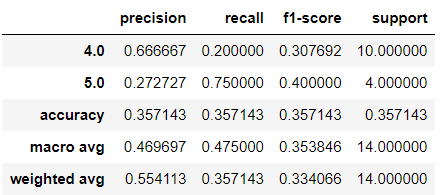 precision recall f1-score support
4.0 0.666667 0.200000 0.307692 10.000000
5.0 0.272727 0.750000 0.400000 4.000000
accuracy 0.357143 0.357143 0.357143 0.357143
macro avg 0.469697 0.475000 0.353846 14.000000
weighted avg 0.554113 0.357143 0.334066 14.000000